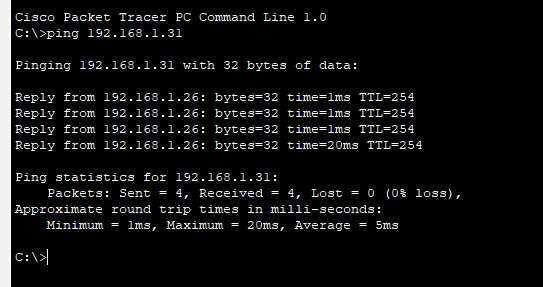 Cisco Packet Tracer PC Command Line 1.0
C:\>ping 192.168.1.31
Pinging 192.168.1.31 with 32 bytes of data:
Reply from 192.168.1.26: bytes=32 time=1ms TTL=254
Reply from 192.168.1.26: bytes=32 time=1ms TTL=254
Reply from 192.168.1.26: bytes=32 time=1ms TTL=254
Reply from 192.168.1.26: bytes=32 time=20ms TTL=254
Ping statistics for 192.168.1.31:
    Packets: Sent = 4, Received = 4, Lost = 0 (0% loss),
Approximate round trip times in milli-seconds:
    Minimum = 1ms, Maximum = 20ms, Average = 5ms
C:\>